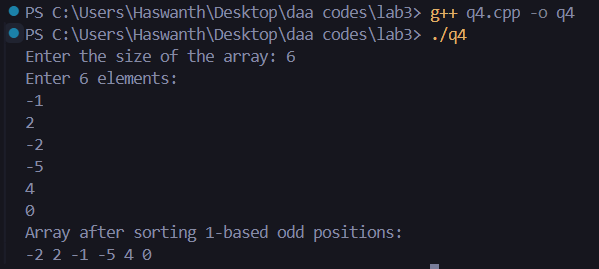 PS C:\Users\Haswanth\Desktop\daa codes\lab3> g++ q4.cpp -o q4
PS C:\Users\Haswanth\Desktop\daa codes\lab3> ./q4
Enter the size of the array: 6
Enter 6 elements:
-1
2
-2
-5
4
0
Array after sorting 1-based odd positions:
-2 2 -1 -5 4 0